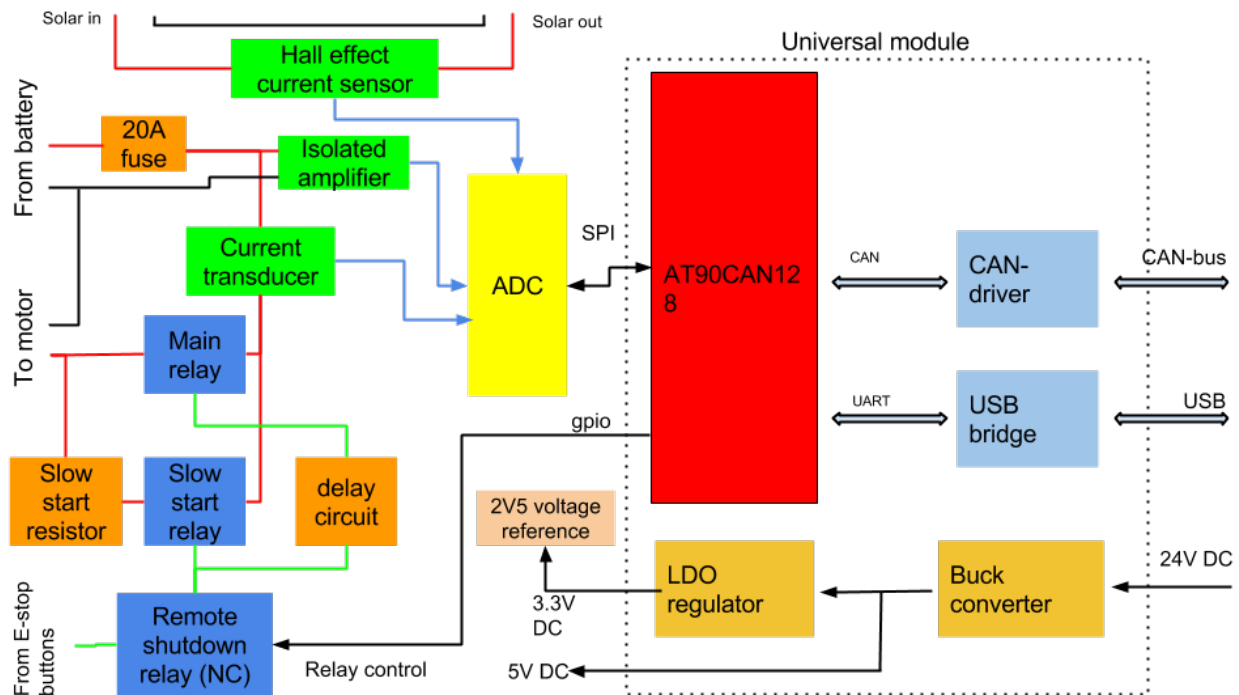 Solar in
Solar out
Hall effect
current sensor
Universal module
From battery
20A
fuse
Isolated
amplifier
Current
transducer
ADC
SPI
AT90CAN12
8
CAN
CAN-
driver
CAN-bus
To motor
Main
relay
UART
USB
bridge
USB
gpio
Slow
start
resistor
Slow
start
relay
delay
circuit
2V5 voltage
reference
LDO
regulator
Buck
converter
24V DC
3.3V
DC
From E-stop
buttons
Remote
shutdown
relay (NC)
Relay control
5V DC